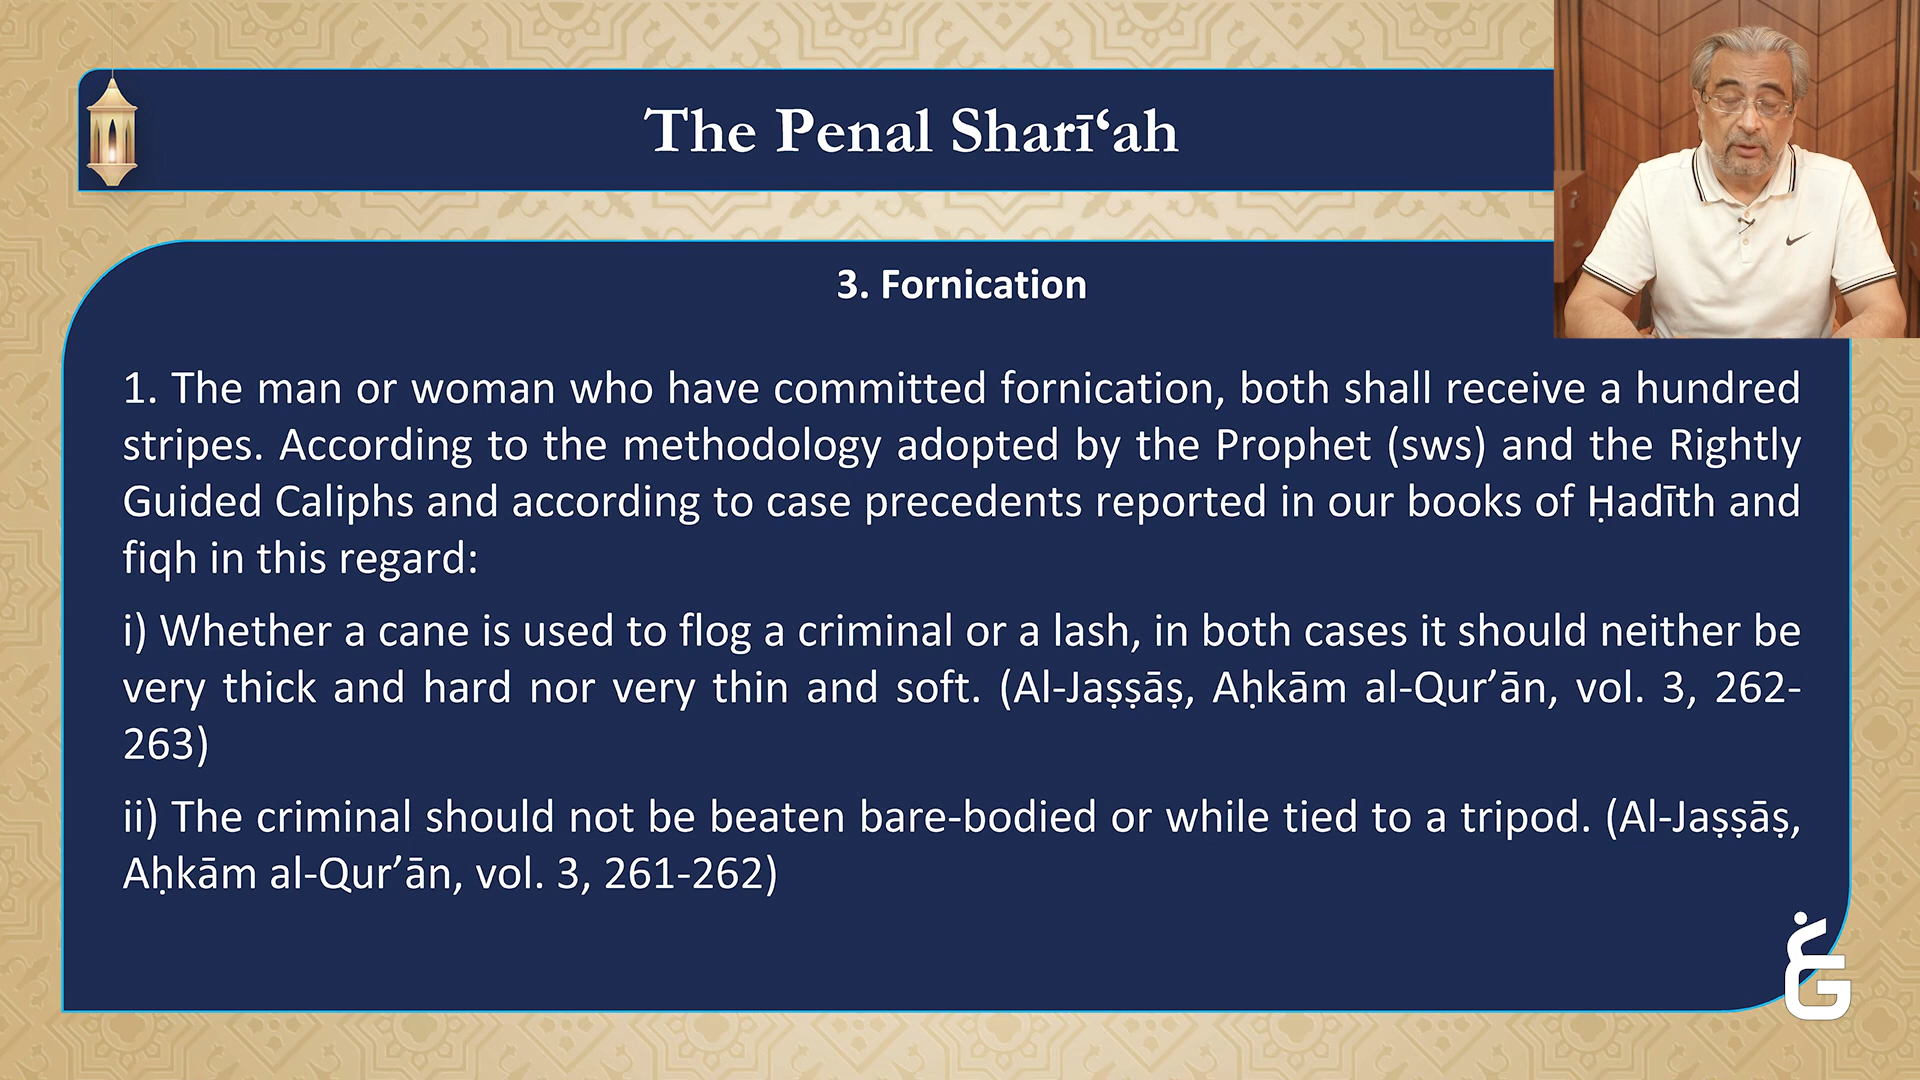 The Penal Sharī‘ah
3. Fornication
1. The man or woman who have committed fornication, both shall receive a hundred
stripes. According to the methodology adopted by the Prophet (sws) and the Rightly
Guided Caliphs and according to case precedents reported in our books of Ḥadīth and
fiqh in this regard:
i) Whether a cane is used to flog a criminal or a lash, in both cases it should neither be
very thick and hard nor very thin and soft. (Al-Jaṣṣāṣ, Aḥkām al-Qur’ān, vol. 3, 262-
263)
ii) The criminal should not be beaten bare-bodied or while tied to a tripod. (Al-Jaṣṣāṣ,
Aḥkām al-Qur’ān, vol. 3, 261-262)
غ
G